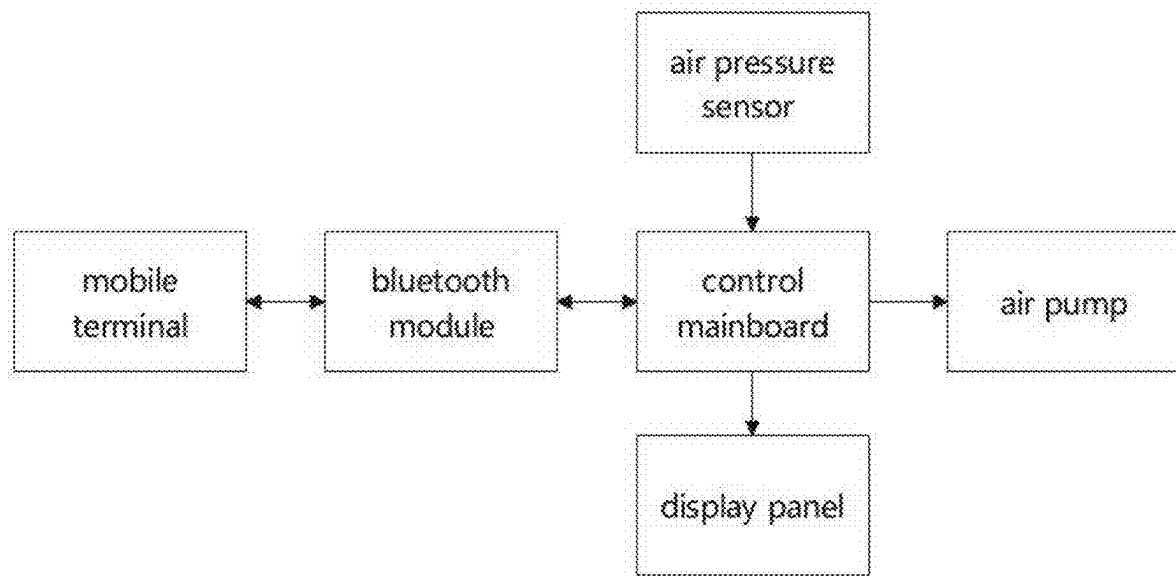 air pressure
sensor
mobile
terminal
bluetooth
module
control
mainboard
air pump
display panel